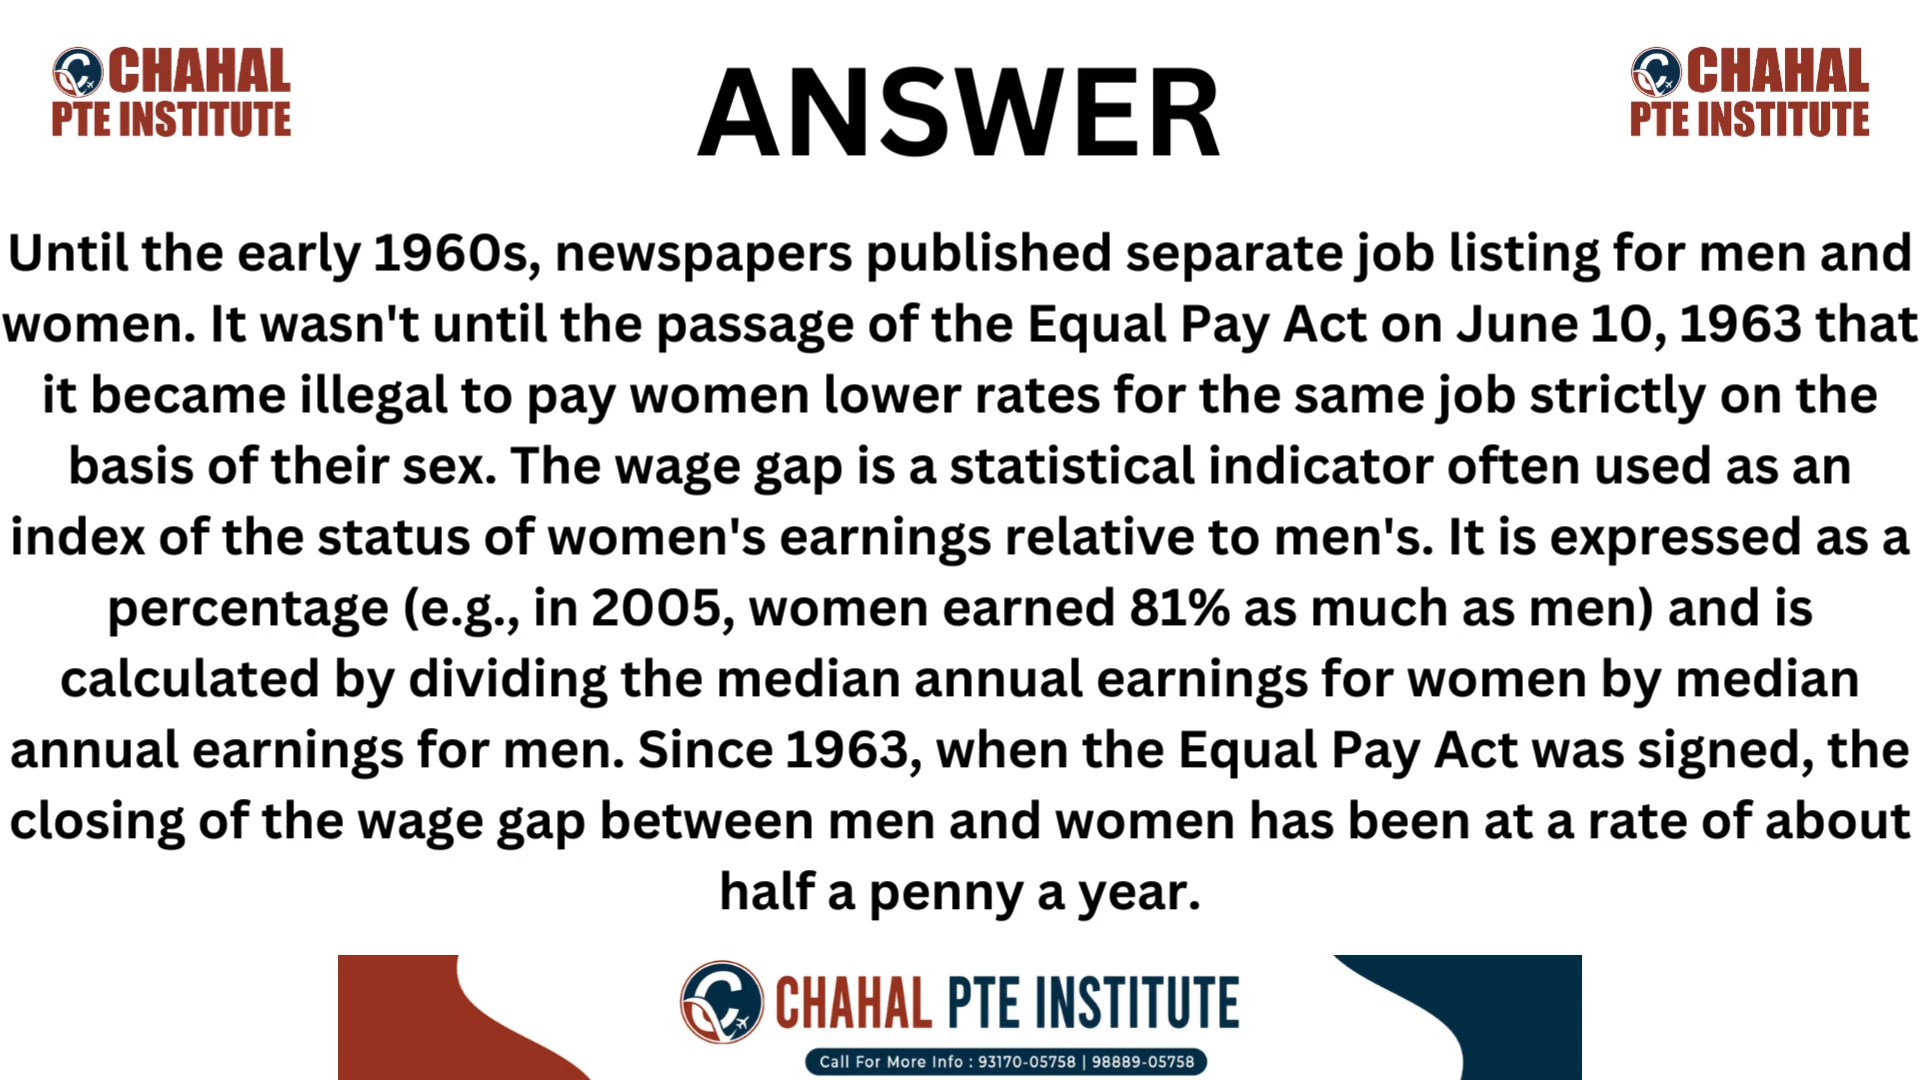 CHAHAL
PTE INSTITUTE
ANSWER
CHAHAL
PTE INSTITUTE
Until the early 1960s, newspapers published separate job listing for men and
women. It wasn't until the passage of the Equal Pay Act on June 10, 1963 that
it became illegal to pay women lower rates for the same job strictly on the
basis of their sex. The wage gap is a statistical indicator often used as an
index of the status of women's earnings relative to men's. It is expressed as a
percentage (e.g., in 2005, women earned 81% as much as men) and is
calculated by dividing the median annual earnings for women by median
annual earnings for men. Since 1963, when the Equal Pay Act was signed, the
closing of the wage gap between men and women has been at a rate of about
half a penny a year.
CHAHAL PTE INSTITUTE
Call For More Info : 93170-05758 | 98889-05758